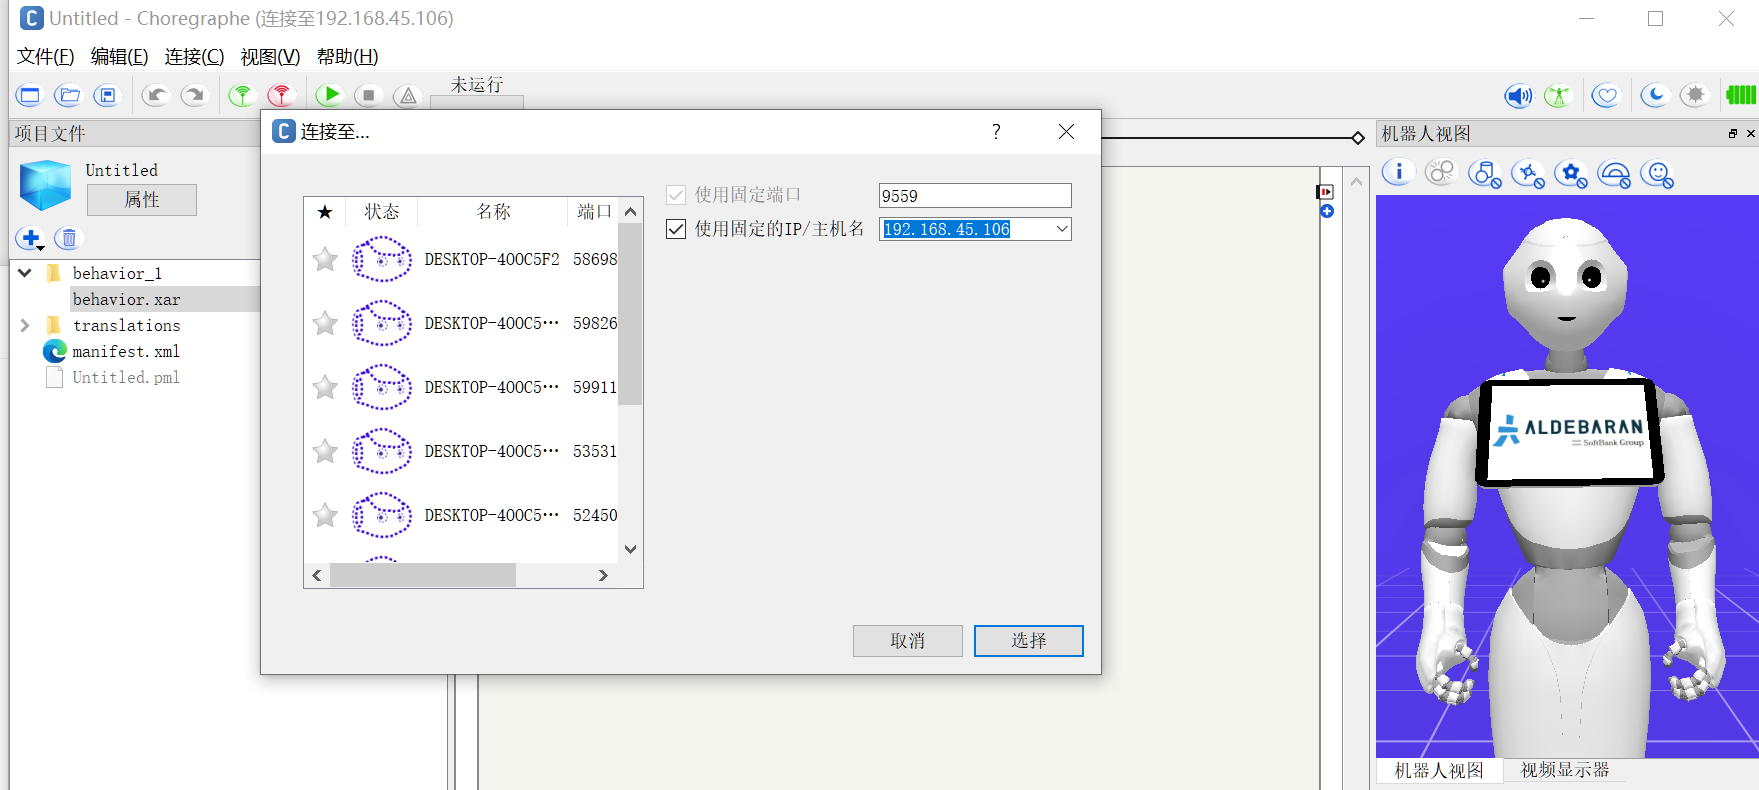 Untitled - Choregraphe (连接至192.168.45.106)
文件(F) 编辑(E) 连接(C) 视图(V) 帮助(H)
未运行
项目文件
Untitled
属性
behavior_1
behavior.xar
translations
manifest.xml
Untitled.pml
连接至...
★ 状态 名称 端口
DESKTOP-400C5F2 58698
DESKTOP-400C5… 59826
DESKTOP-400C5… 59911
DESKTOP-400C5… 53531
DESKTOP-400C5… 52450
使用固定端口 9559
使用固定的IP/主机名 192.168.45.106
取消 选择
机器人视图
ALDEBARAN
SoftBank Group
机器人视图 视频显示器